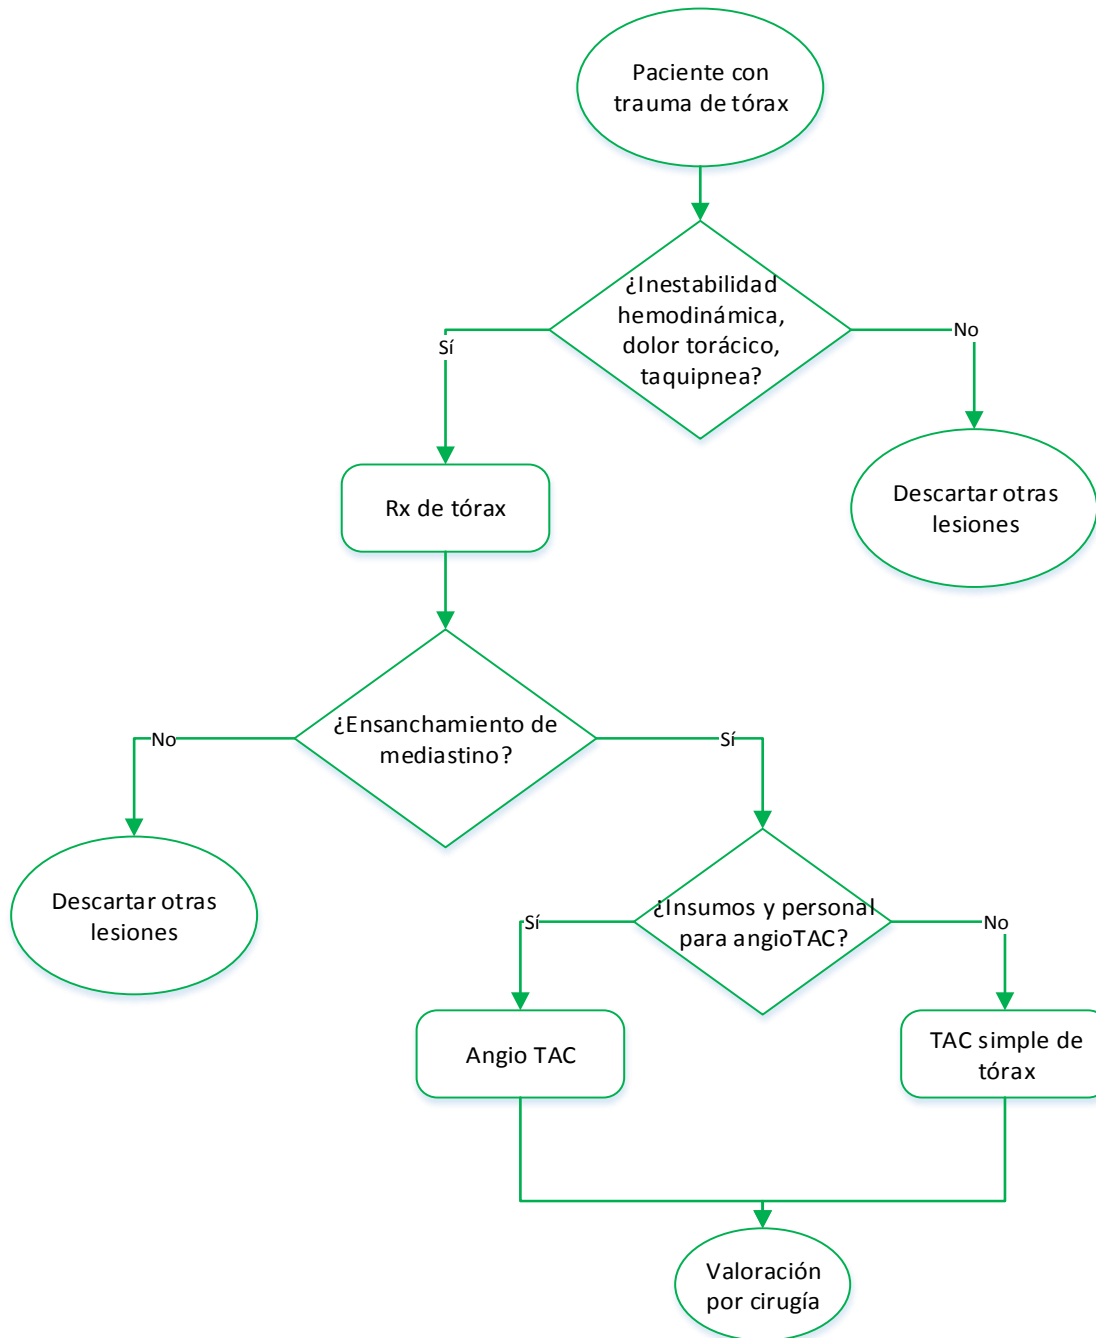 Paciente con
trauma de tórax
¿Inestabilidad
hemodinámica,
dolor torácico,
taquipnea?
Sí
No
Rx de tórax
Descartar otras
lesiones
¿Ensanchamiento de
mediastino?
No
Sí
Descartar otras
lesiones
¿Insumos y personal
para angioTAC?
Sí
No
Angio TAC
TAC simple de
tórax
Valoración
por cirugía